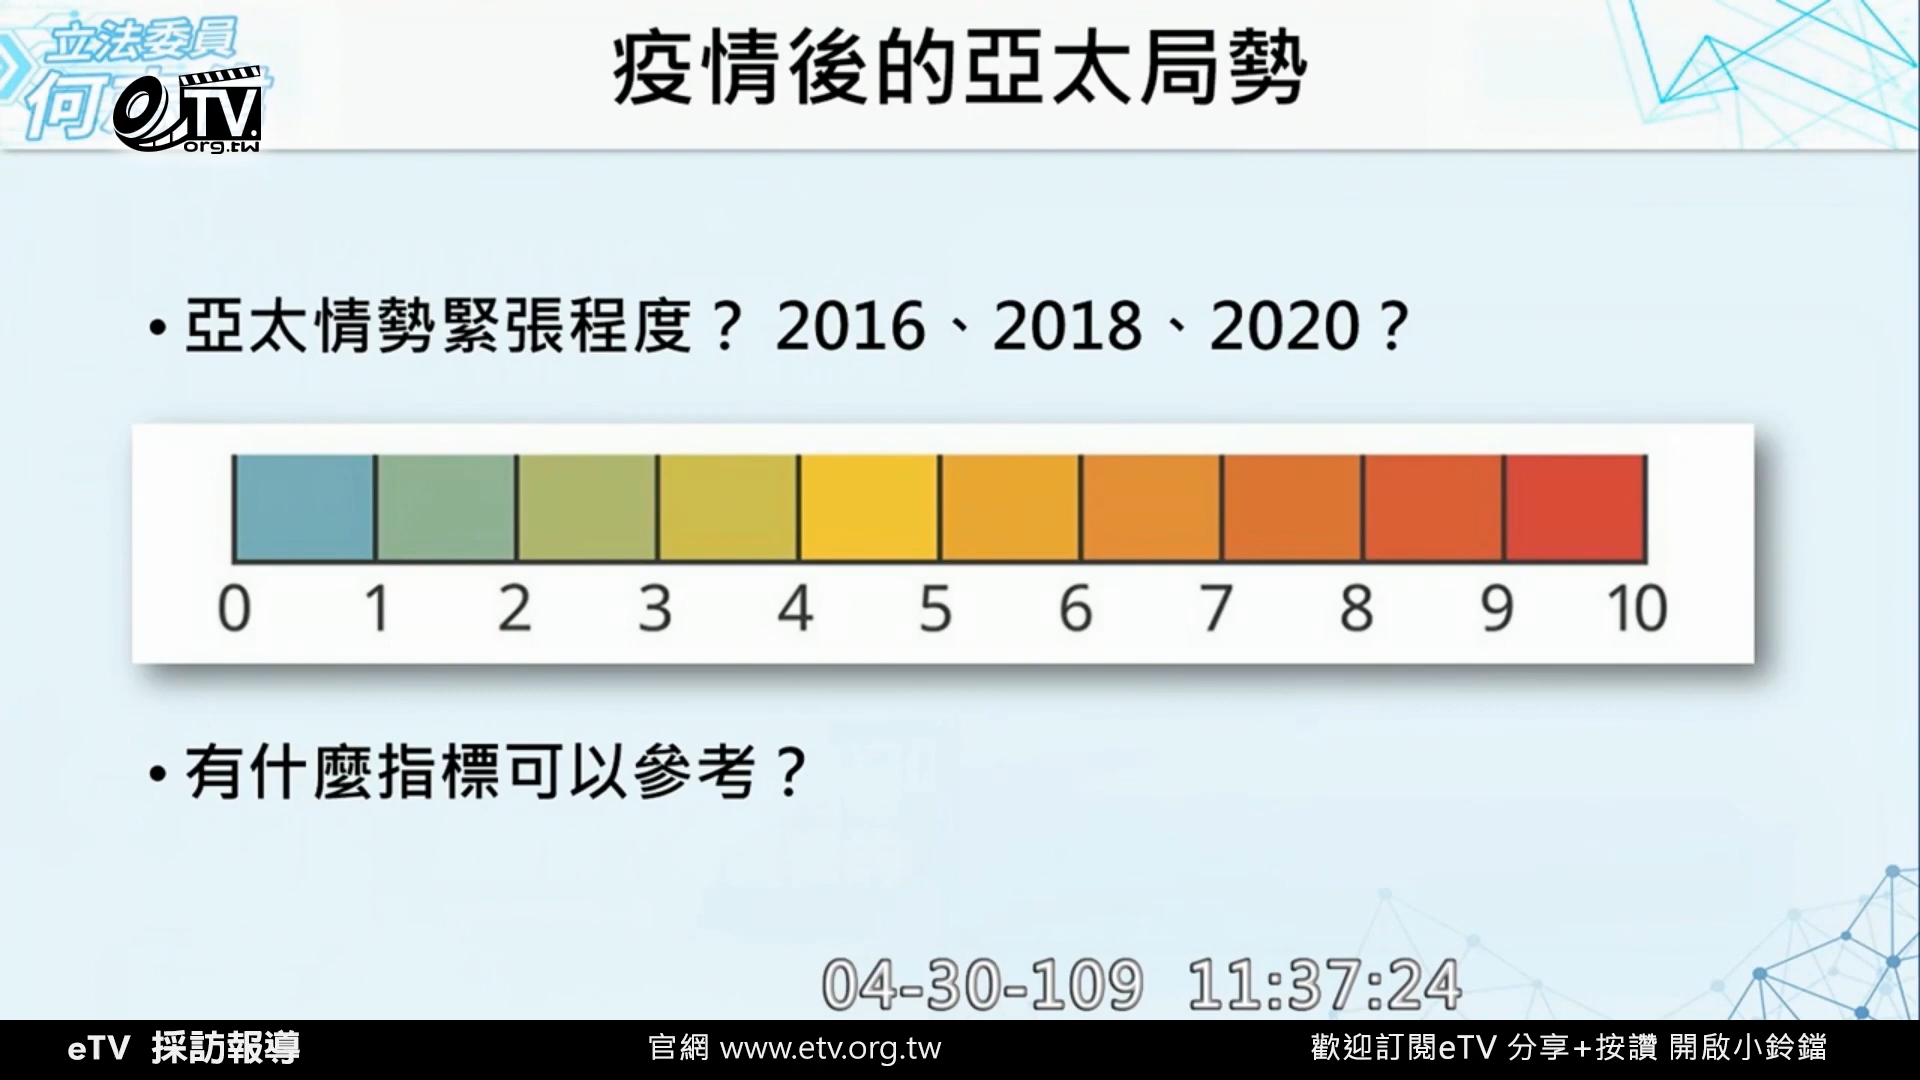 立法委員
何
eTV.
org.tw
疫情後的亞太局勢
• 亞太情勢緊張程度？ 2016、2018、2020？
0 1 2 3 4 5 6 7 8 9 10
• 有什麼指標可以參考？
04-30-109 11:37:24
eTV 採訪報導 官網 www.etv.org.tw 歡迎訂閱eTV 分享+按讚 開啟小鈴鐺